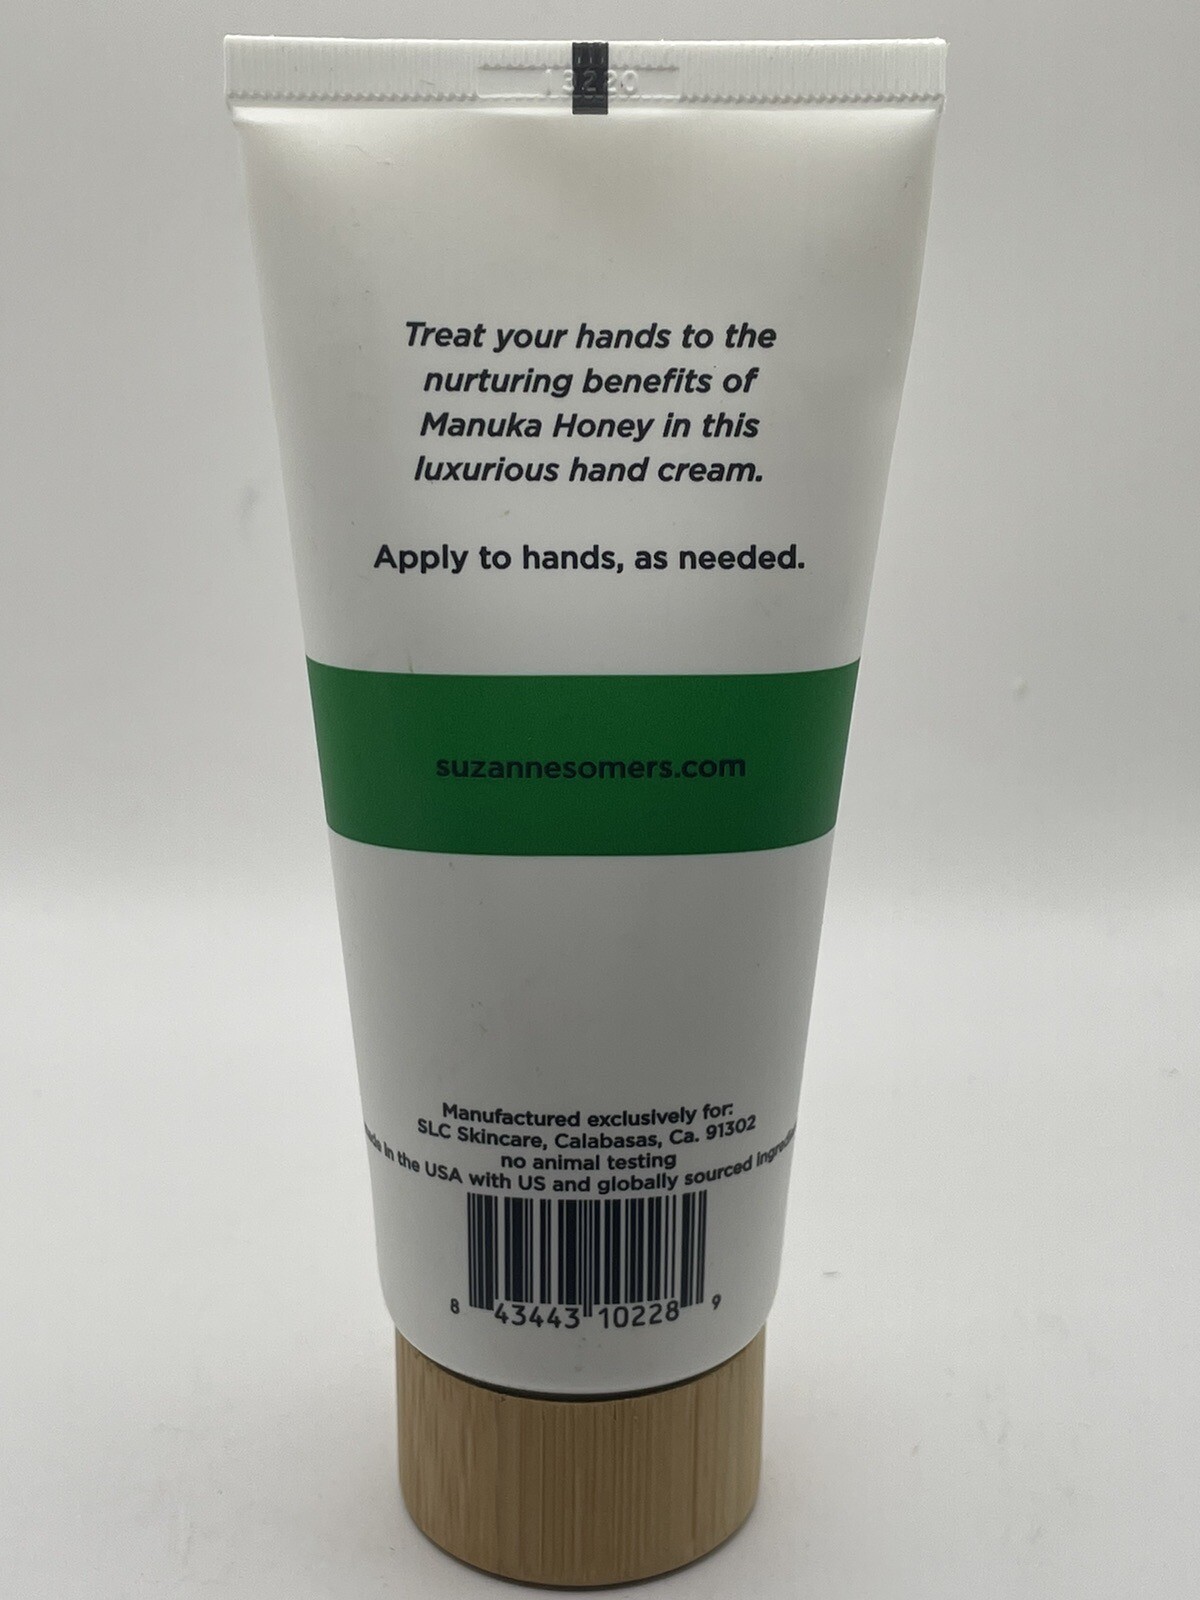 13220
Treat your hands to the
nurturing benefits of
Manuka Honey in this
luxurious hand cream.
Apply to hands, as needed.
suzannesomers.com
Manufactured exclusively for:
SLC Skincare, Calabasas, Ca. 91302
no animal testing
in the USA with US and globally sourced
8 43443 10228 9